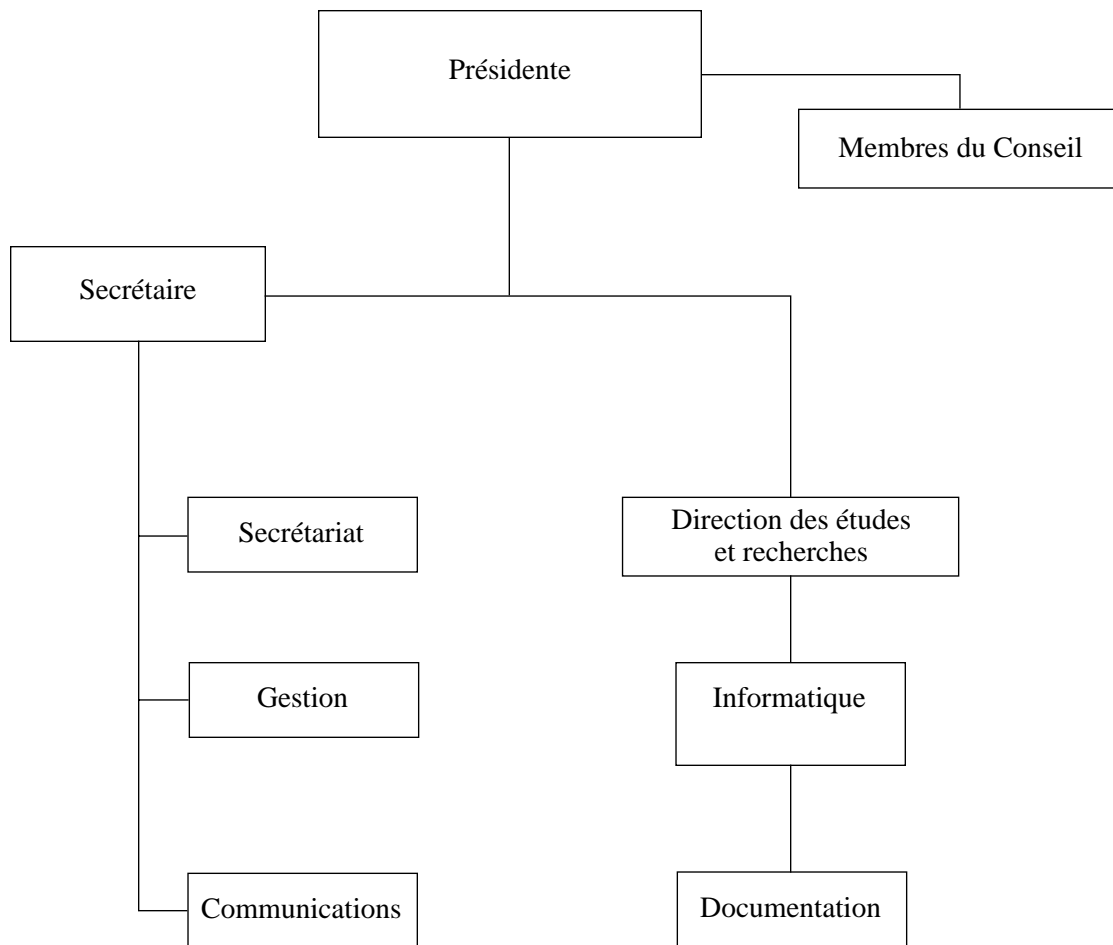 Présidente
Membres du Conseil
Secrétaire
Secrétariat
Direction des études
et recherches
Gestion
Informatique
Communications
Documentation